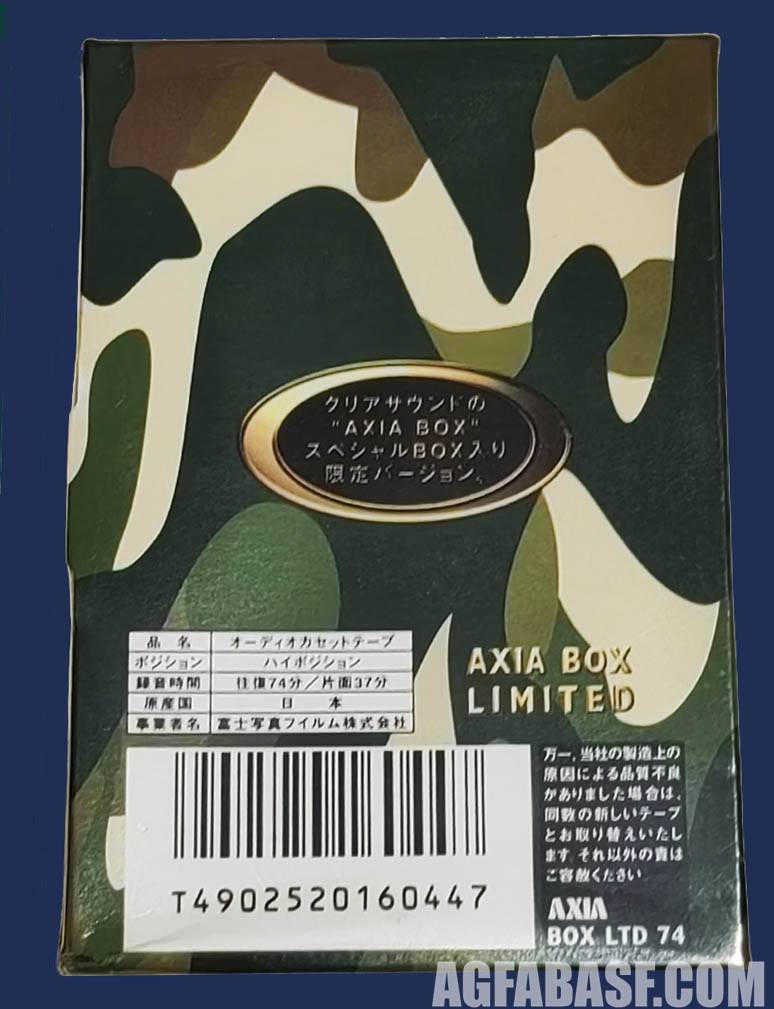 クリアサウンドの
"AXIA BOX"
スペシャルBOX入り
限定バージョン。
品 名 オーディオカセットテープ
ポジション ハイポジション
録音時間 往復74分/片面37分
原産国 日 本
事業者名 富士写真フイルム株式会社
AXIA BOX
LIMITED
T4902520160447
万一、当社の製造上の
原因による品質不良
がありました場合は、
同数の新しいテープ
とお取り替えいたし
ます。それ以外の責は
ご容赦ください
AXIA
BOX LTD 74
AGFABASF.COM